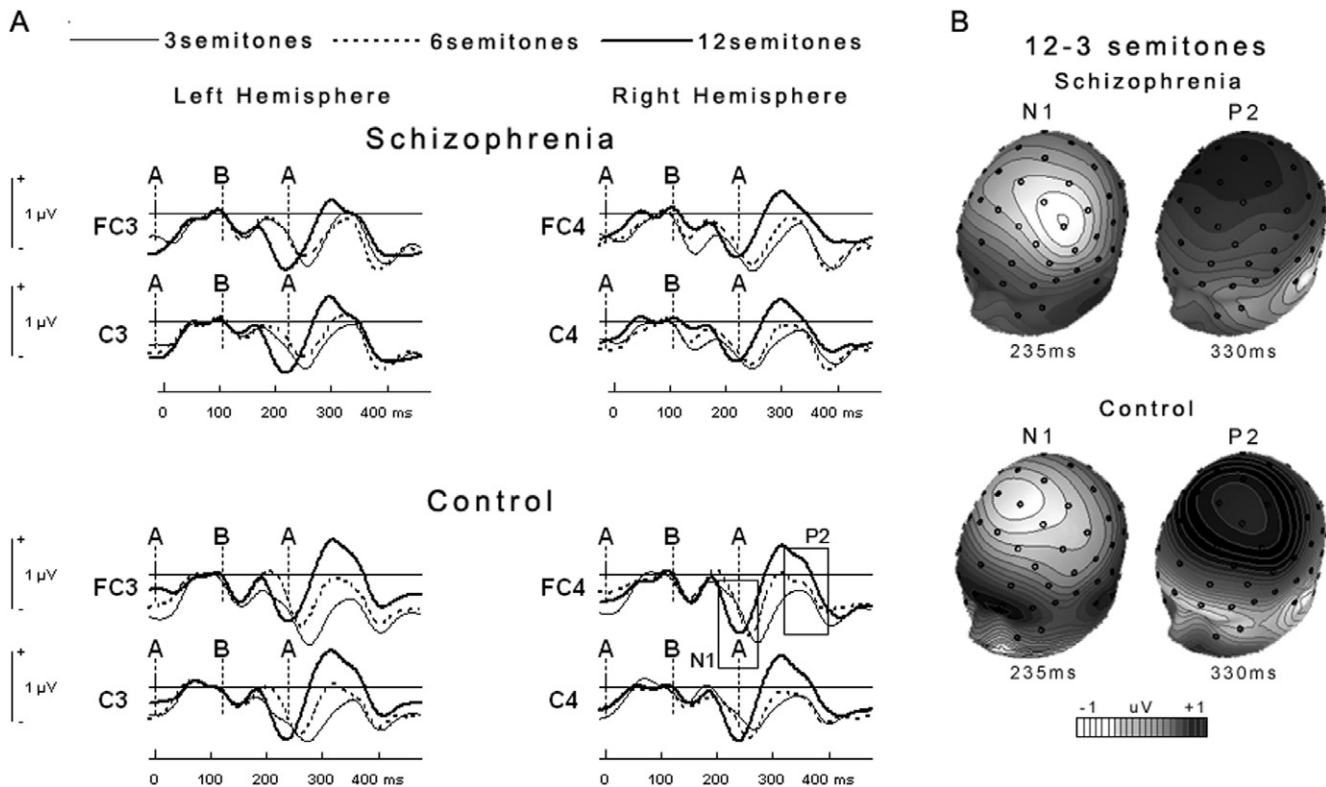 A
3semitones 6semitones 12semitones
Left Hemisphere Right Hemisphere
Schizophrenia
+
1 µV
-
FC3
A B A
FC4
A B A
+
1 µV
-
C3
A B A
C4
A B A
0 100 200 300 400 ms
0 100 200 300 400 ms
Control
+
1 µV
-
FC3
A B A
FC4
A B A
P2
N1
+
1 µV
-
C3
A B A
C4
A B A
0 100 200 300 400 ms
0 100 200 300 400 ms
B
12-3 semitones
Schizophrenia
N1 P2
235ms 330ms
Control
N1 P2
235ms 330ms
-1 uV +1